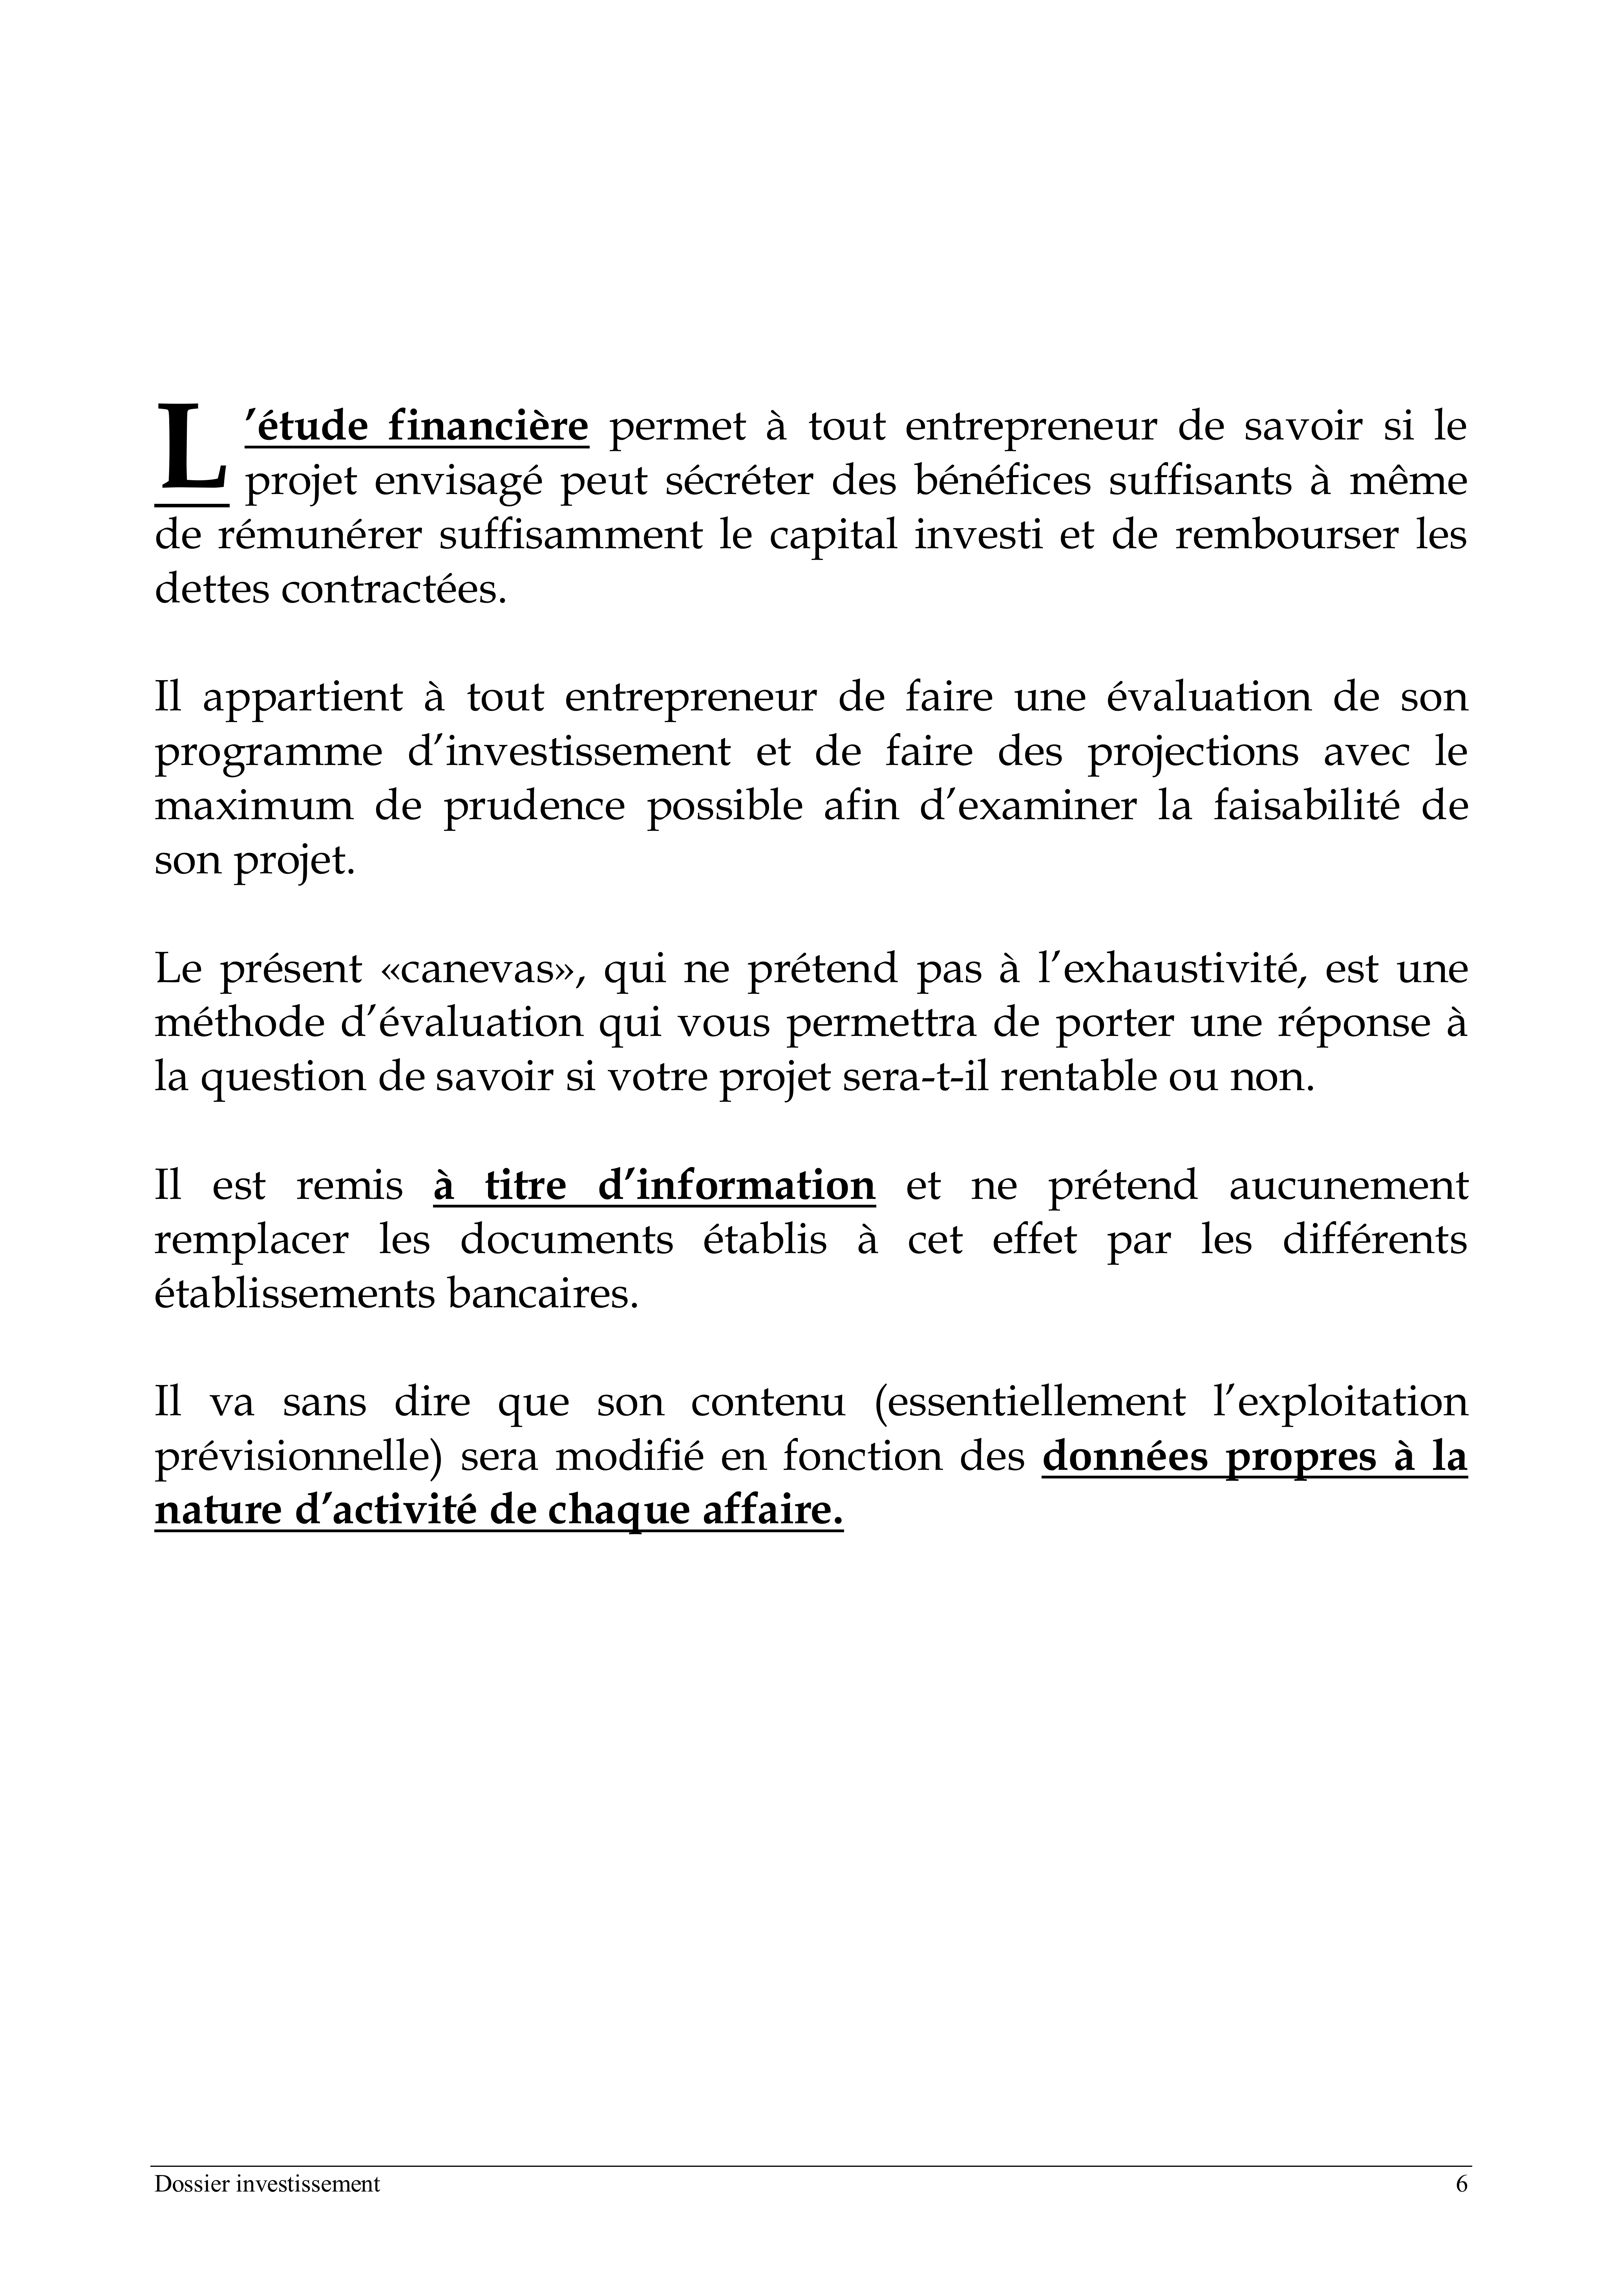 L’étude financière permet à tout entrepreneur de savoir si le
projet envisagé peut sécréter des bénéfices suffisants à même
de rémunérer suffisamment le capital investi et de rembourser les
dettes contractées.
Il appartient à tout entrepreneur de faire une évaluation de son
programme d’investissement et de faire des projections avec le
maximum de prudence possible afin d’examiner la faisabilité de
son projet.
Le présent «canevas», qui ne prétend pas à l’exhaustivité, est une
méthode d’évaluation qui vous permettra de porter une réponse à
la question de savoir si votre projet sera-t-il rentable ou non.
Il est remis à titre d’information et ne prétend aucunement
remplacer les documents établis à cet effet par les différents
établissements bancaires.
Il va sans dire que son contenu (essentiellement l’exploitation
prévisionnelle) sera modifié en fonction des données propres à la
nature d’activité de chaque affaire.
Dossier investissement 6